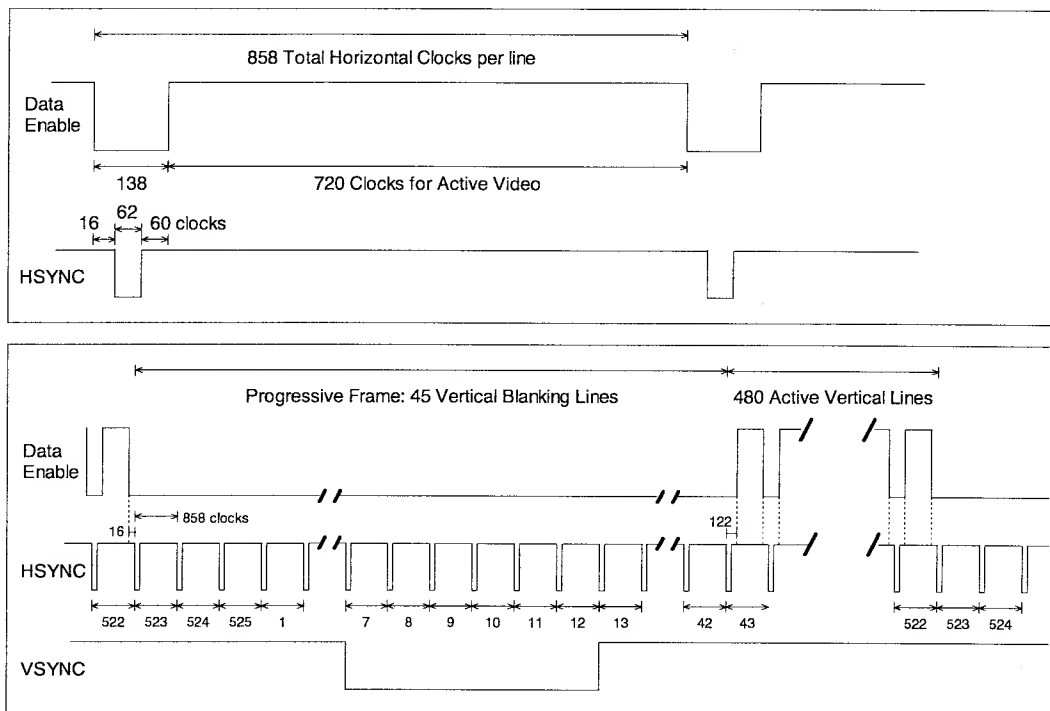 858 Total Horizontal Clocks per line
Data
Enable
138
720 Clocks for Active Video
62
16
60 clocks
HSYNC
Progressive Frame: 45 Vertical Blanking Lines
480 Active Vertical Lines
Data
Enable
16
858 clocks
122
HSYNC
522 523 524 525 1 7 8 9 10 11 12 13 42 43 522 523 524
VSYNC